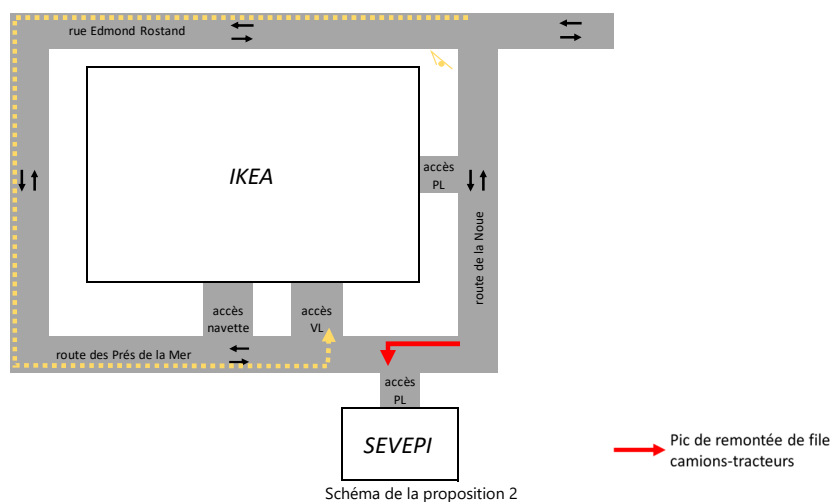 rue Edmond Rostand
IKEA
accès
PL
route de la Noue
accès
navette
accès
VL
route des Prés de la Mer
accès
PL
SEVEPI
Pic de remontée de file
camions-tracteurs
Schéma de la proposition 2